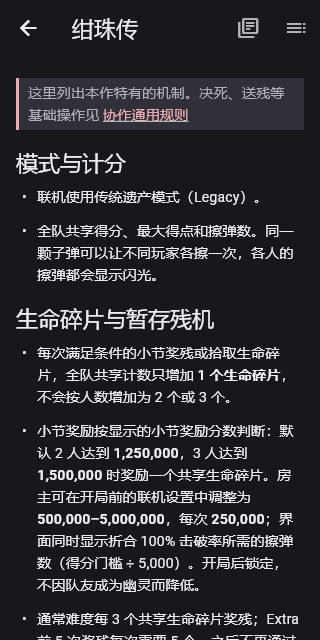 绀珠传
这里列出本作特有的机制。决死、送残等
基础操作见 协作通用规则
模式与计分
• 联机使用传统遗产模式（Legacy）。
• 全队共享得分、最大得点和擦弹数。同一
颗子弹可以让不同玩家各擦一次，各人的
擦弹都会显示闪光。
生命碎片与暂存残机
• 每次满足条件的小节奖残或拾取生命碎
片，全队共享计数只增加 1 个生命碎片，
不会按人数增加为 2 个或 3 个。
• 小节奖励按显示的小节奖励分数判断：默
认 2 人达到 1,250,000，3 人达到
1,500,000 时奖励一个共享生命碎片。房
主可在开局前的联机设置中调整为
500,000–5,000,000，每次 250,000；界
面同时显示折合 100% 击破率所需的擦弹
数（得分门槛 ÷ 5,000）。开局后锁定，
不因队友成为幽灵而降低。
• 通常难度每 3 个共享生命碎片奖残；Extra